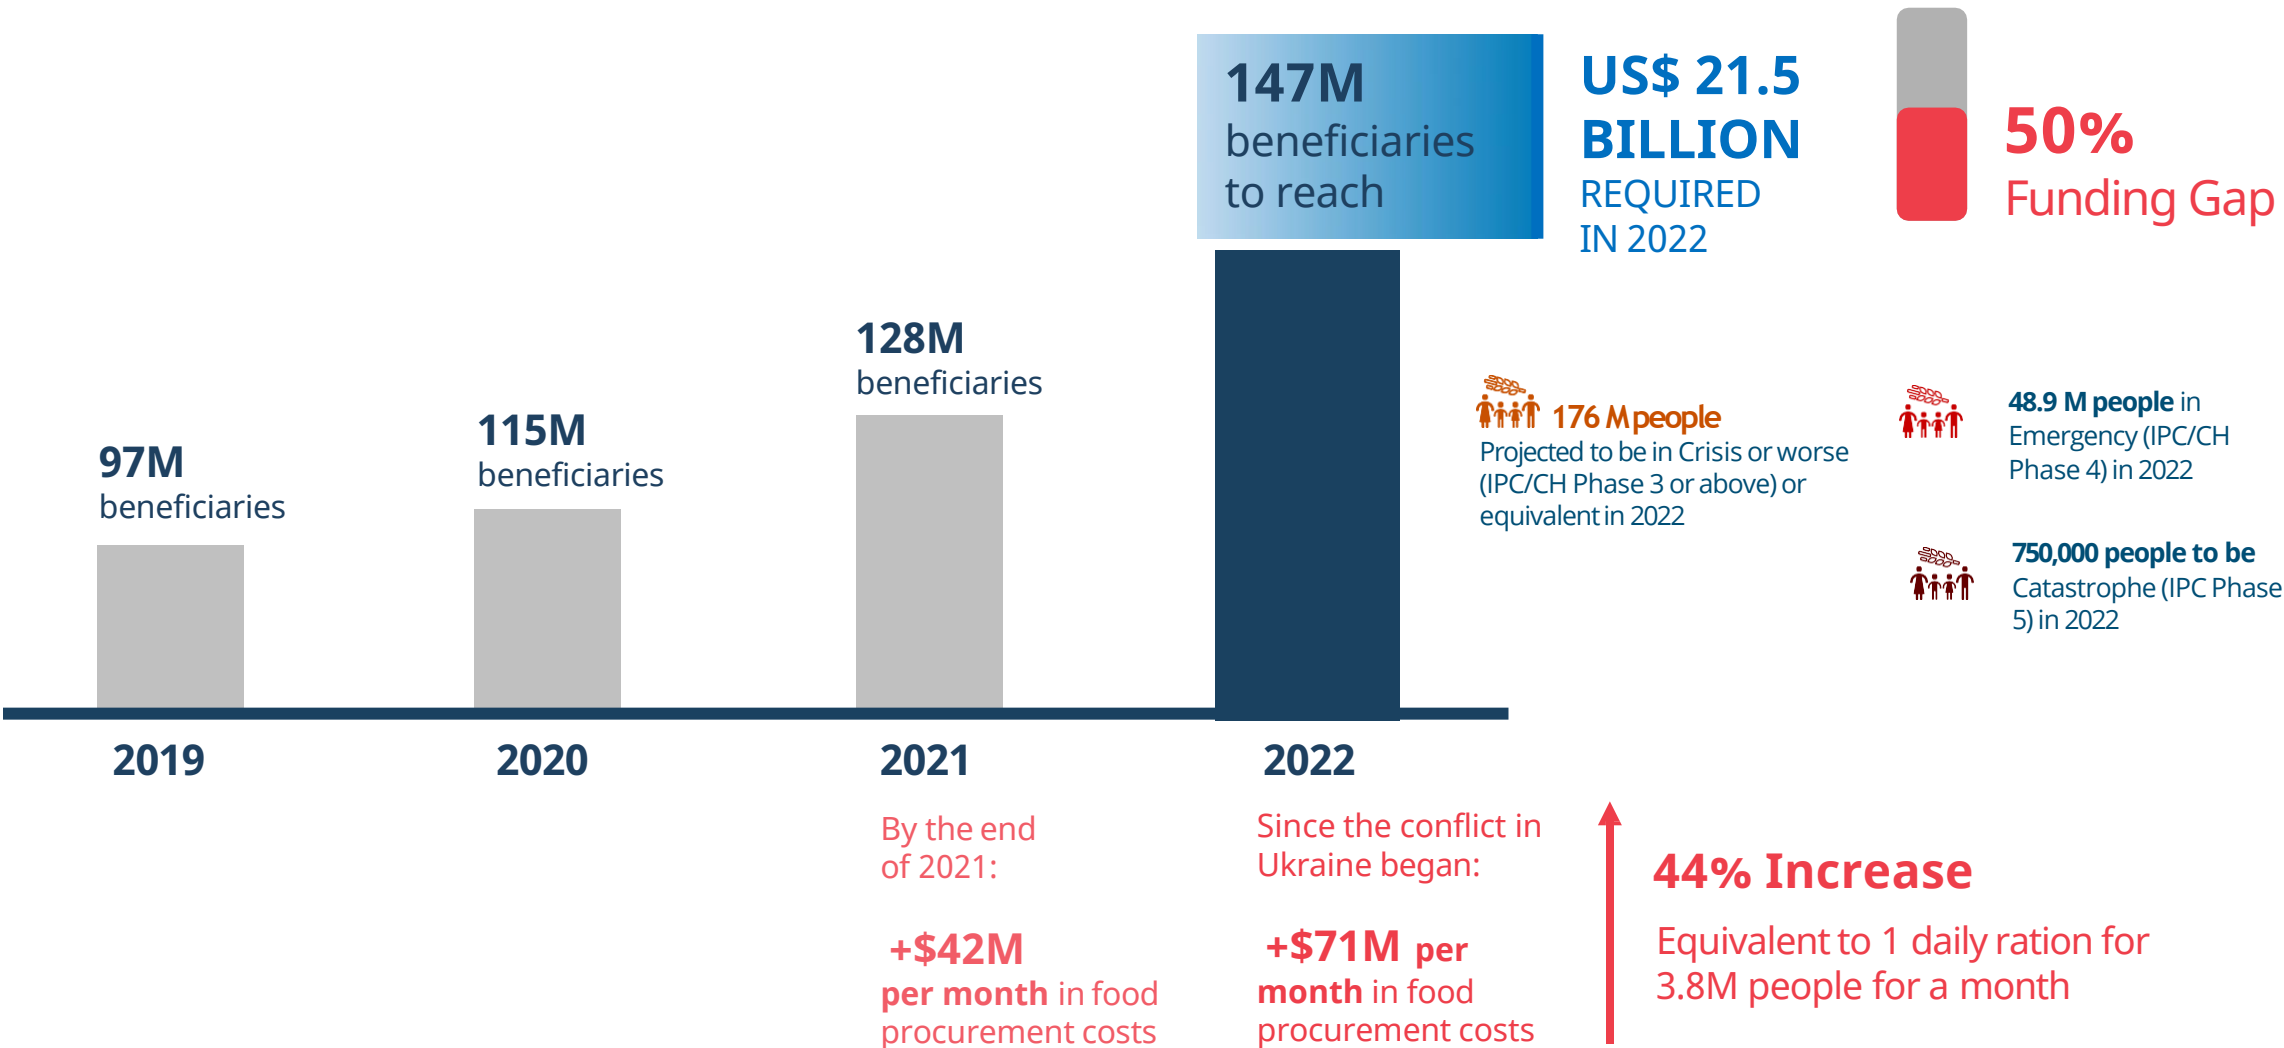 147M
beneficiaries
to reach
US$ 21.5
BILLION
REQUIRED
IN 2022
50%
Funding Gap
97M
beneficiaries
115M
beneficiaries
128M
beneficiaries
176 M people
Projected to be in Crisis or worse
(IPC/CH Phase 3 or above) or
equivalent in 2022
48.9 M people in
Emergency (IPC/CH
Phase 4) in 2022
750,000 people to be
Catastrophe (IPC Phase
5) in 2022
2019
2020
2021
2022
By the end
of 2021:
+$42M
per month in food
procurement costs
Since the conflict in
Ukraine began:
+$71M per
month in food
procurement costs
44% Increase
Equivalent to 1 daily ration for
3.8M people for a month